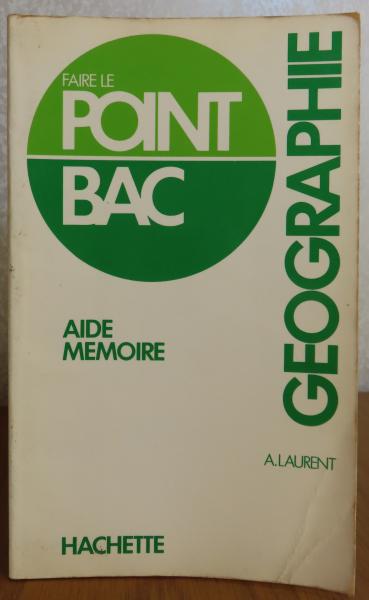 FAIRE LE
POINT
BAC
GEOGRAPHIE
AIDE
MEMOIRE
A.LAURENT
HACHETTE